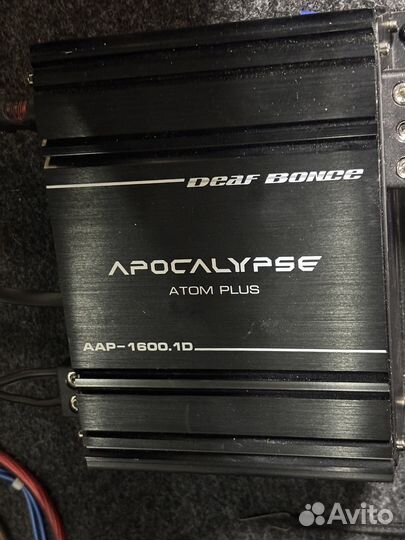 Deaf Bonce
APOCALYPSE
ATOM PLUS
AAP-1600.1D
Avito